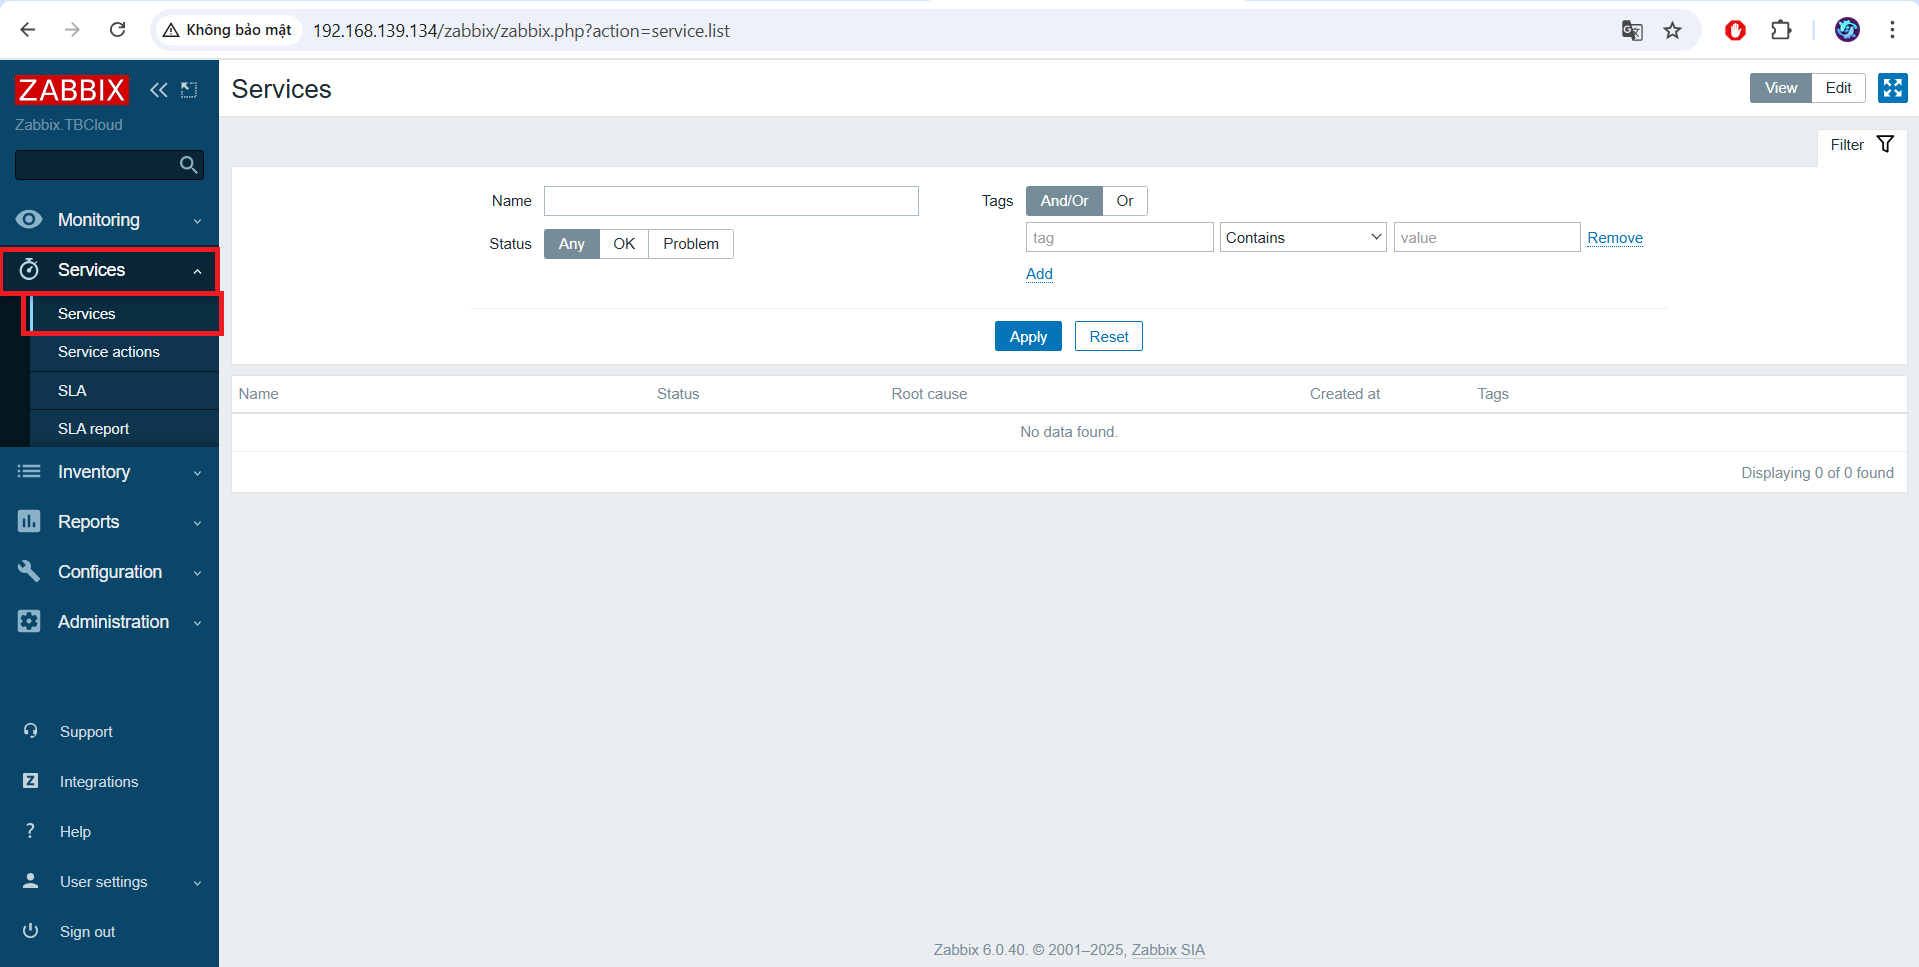 Không bảo mật 192.168.139.134/zabbix/zabbix.php?action=service.list
ZABBIX
Zabbix.TBCloud
Monitoring
Services
Services
Service actions
SLA
SLA report
Inventory
Reports
Configuration
Administration
Support
Integrations
Help
User settings
Sign out
Services
View Edit
Filter
Name
Status Any OK Problem
Tags And/Or Or
tag Contains value Remove
Add
Apply Reset
Name Status Root cause Created at Tags
No data found.
Displaying 0 of 0 found
Zabbix 6.0.40. © 2001–2025, Zabbix SIA